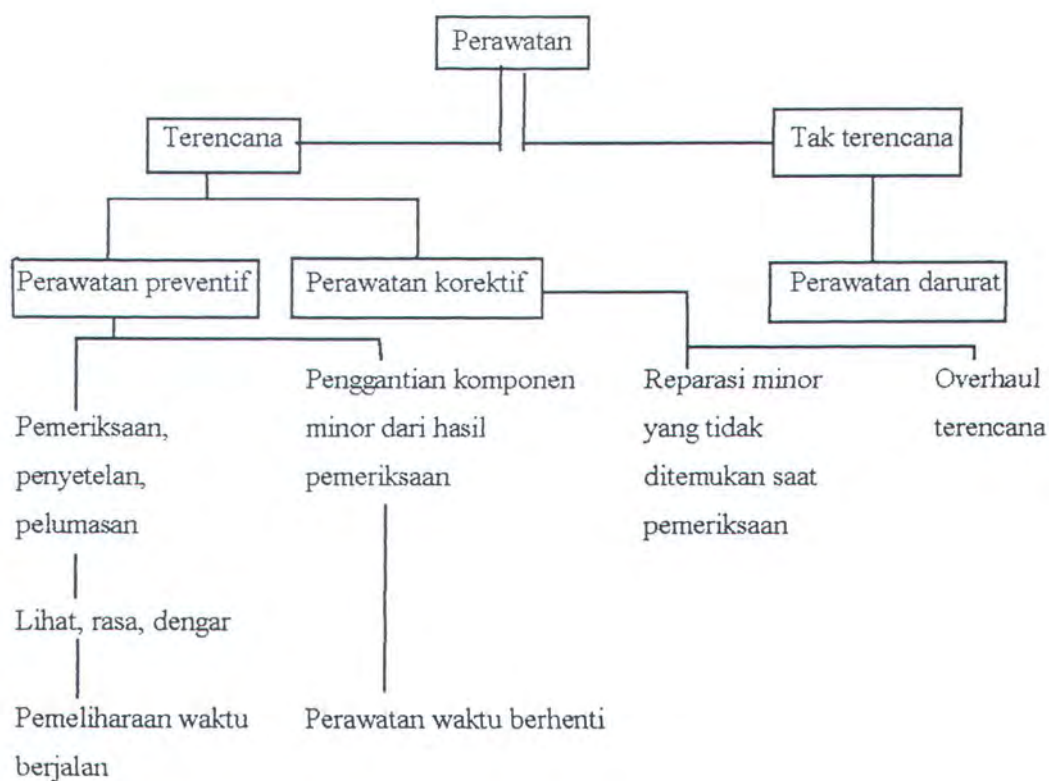 Perawatan
Terencana
Tak terencana
Perawatan preventif
Perawatan korektif
Perawatan darurat
Pemeriksaan,
penyetelan,
pelumasan
Lihat, rasa, dengar
Pemeliharaan waktu
berjalan
Penggantian komponen
minor dari hasil
pemeriksaan
Perawatan waktu berhenti
Reparasi minor
yang tidak
ditemukan saat
pemeriksaan
Overhaul
terencana